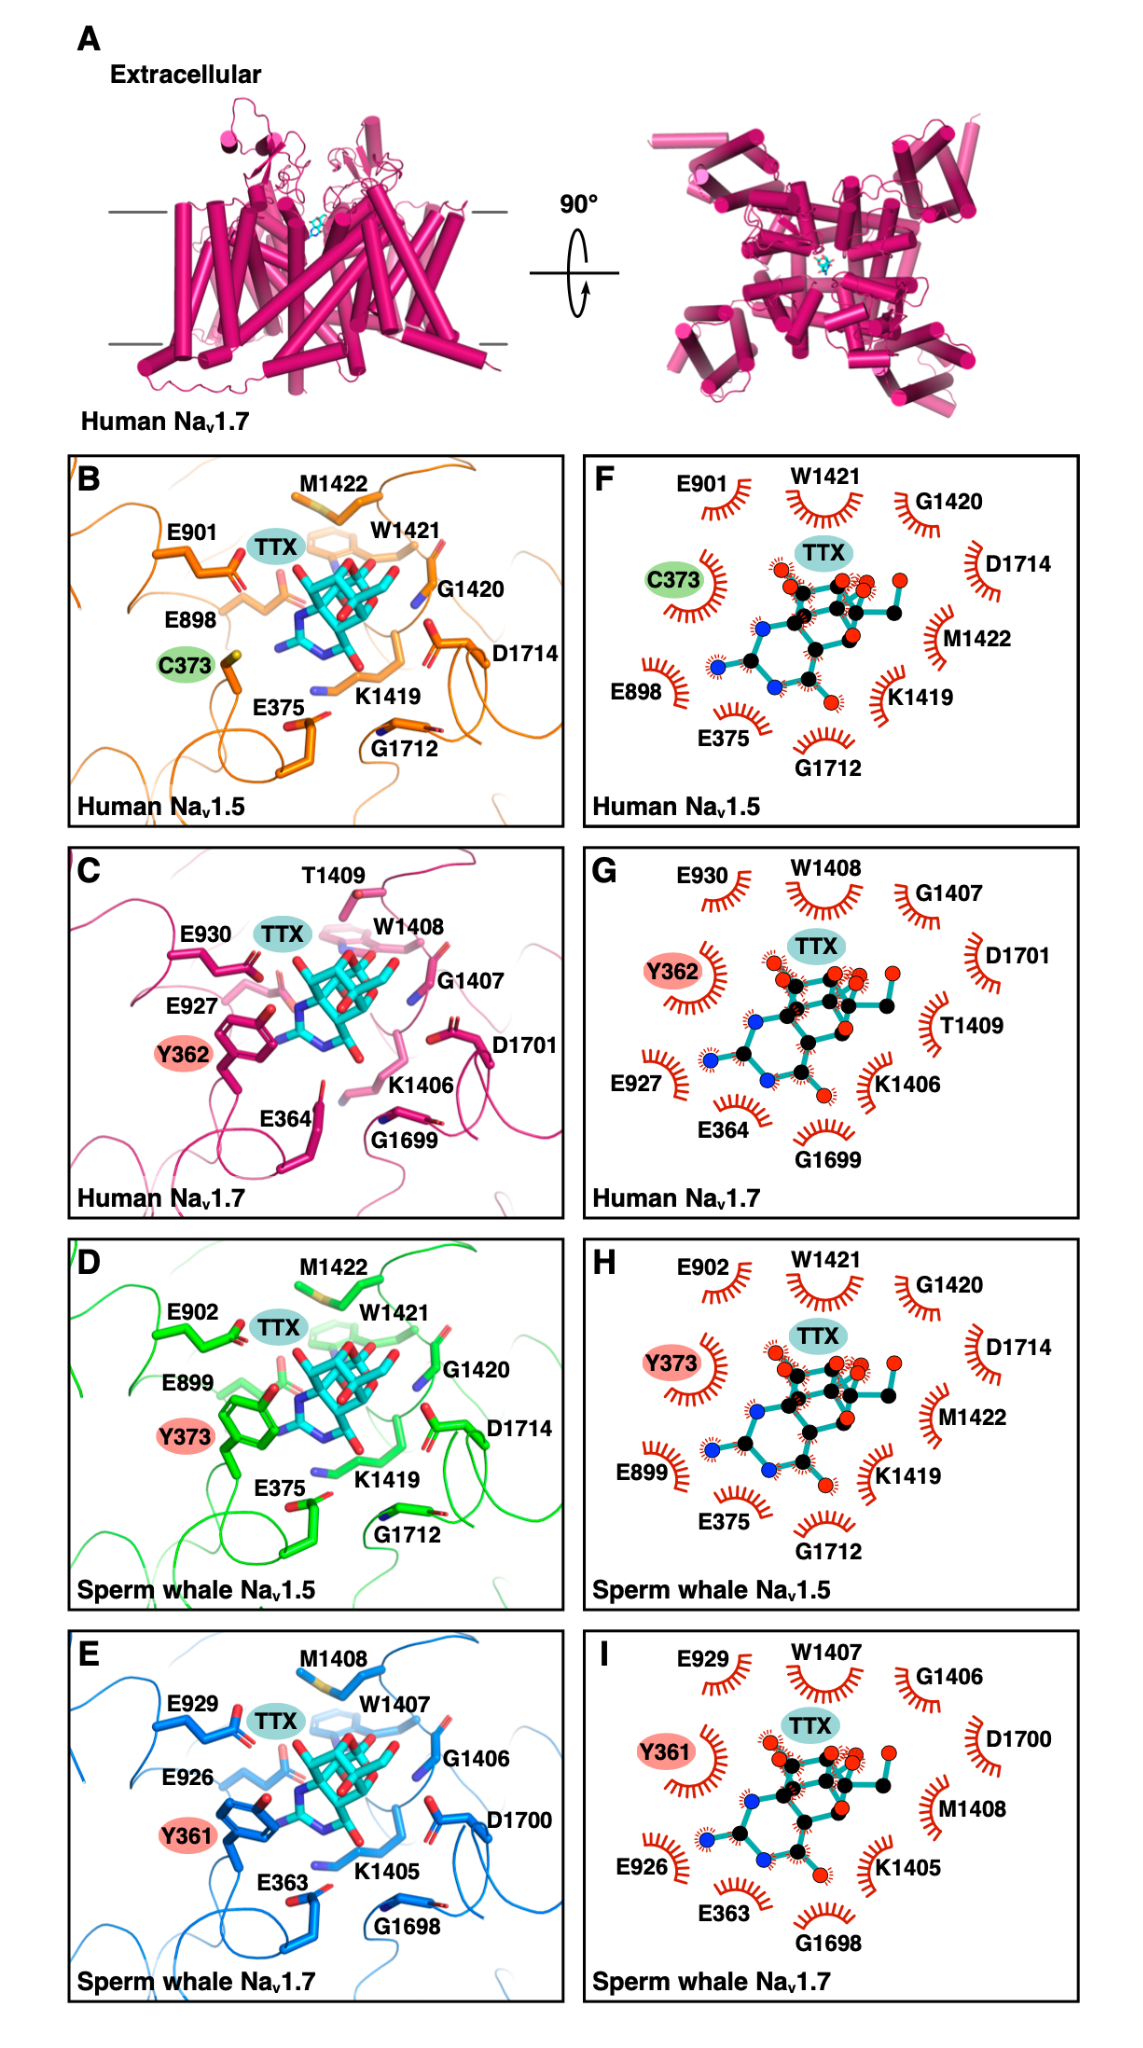 A
Extracellular
90°
Human Nav1.7
B
M1422
E901
TTX
W1421
G1420
E898
C373
D1714
K1419
E375
G1712
Human Nav1.5
F
E901
W1421
G1420
TTX
C373
D1714
M1422
E898
K1419
E375
G1712
Human Nav1.5
C
T1409
E930
TTX
W1408
G1407
E927
Y362
D1701
K1406
E364
G1699
Human Nav1.7
G
E930
W1408
G1407
TTX
Y362
D1701
T1409
E927
K1406
E364
G1699
Human Nav1.7
D
M1422
E902
TTX
W1421
G1420
E899
Y373
D1714
K1419
E375
G1712
Sperm whale Nav1.5
H
E902
W1421
G1420
TTX
Y373
D1714
M1422
E899
K1419
E375
G1712
Sperm whale Nav1.5
E
M1408
E929
TTX
W1407
G1406
E926
Y361
D1700
K1405
E363
G1698
Sperm whale Nav1.7
I
E929
W1407
G1406
TTX
Y361
D1700
M1408
E926
K1405
E363
G1698
Sperm whale Nav1.7